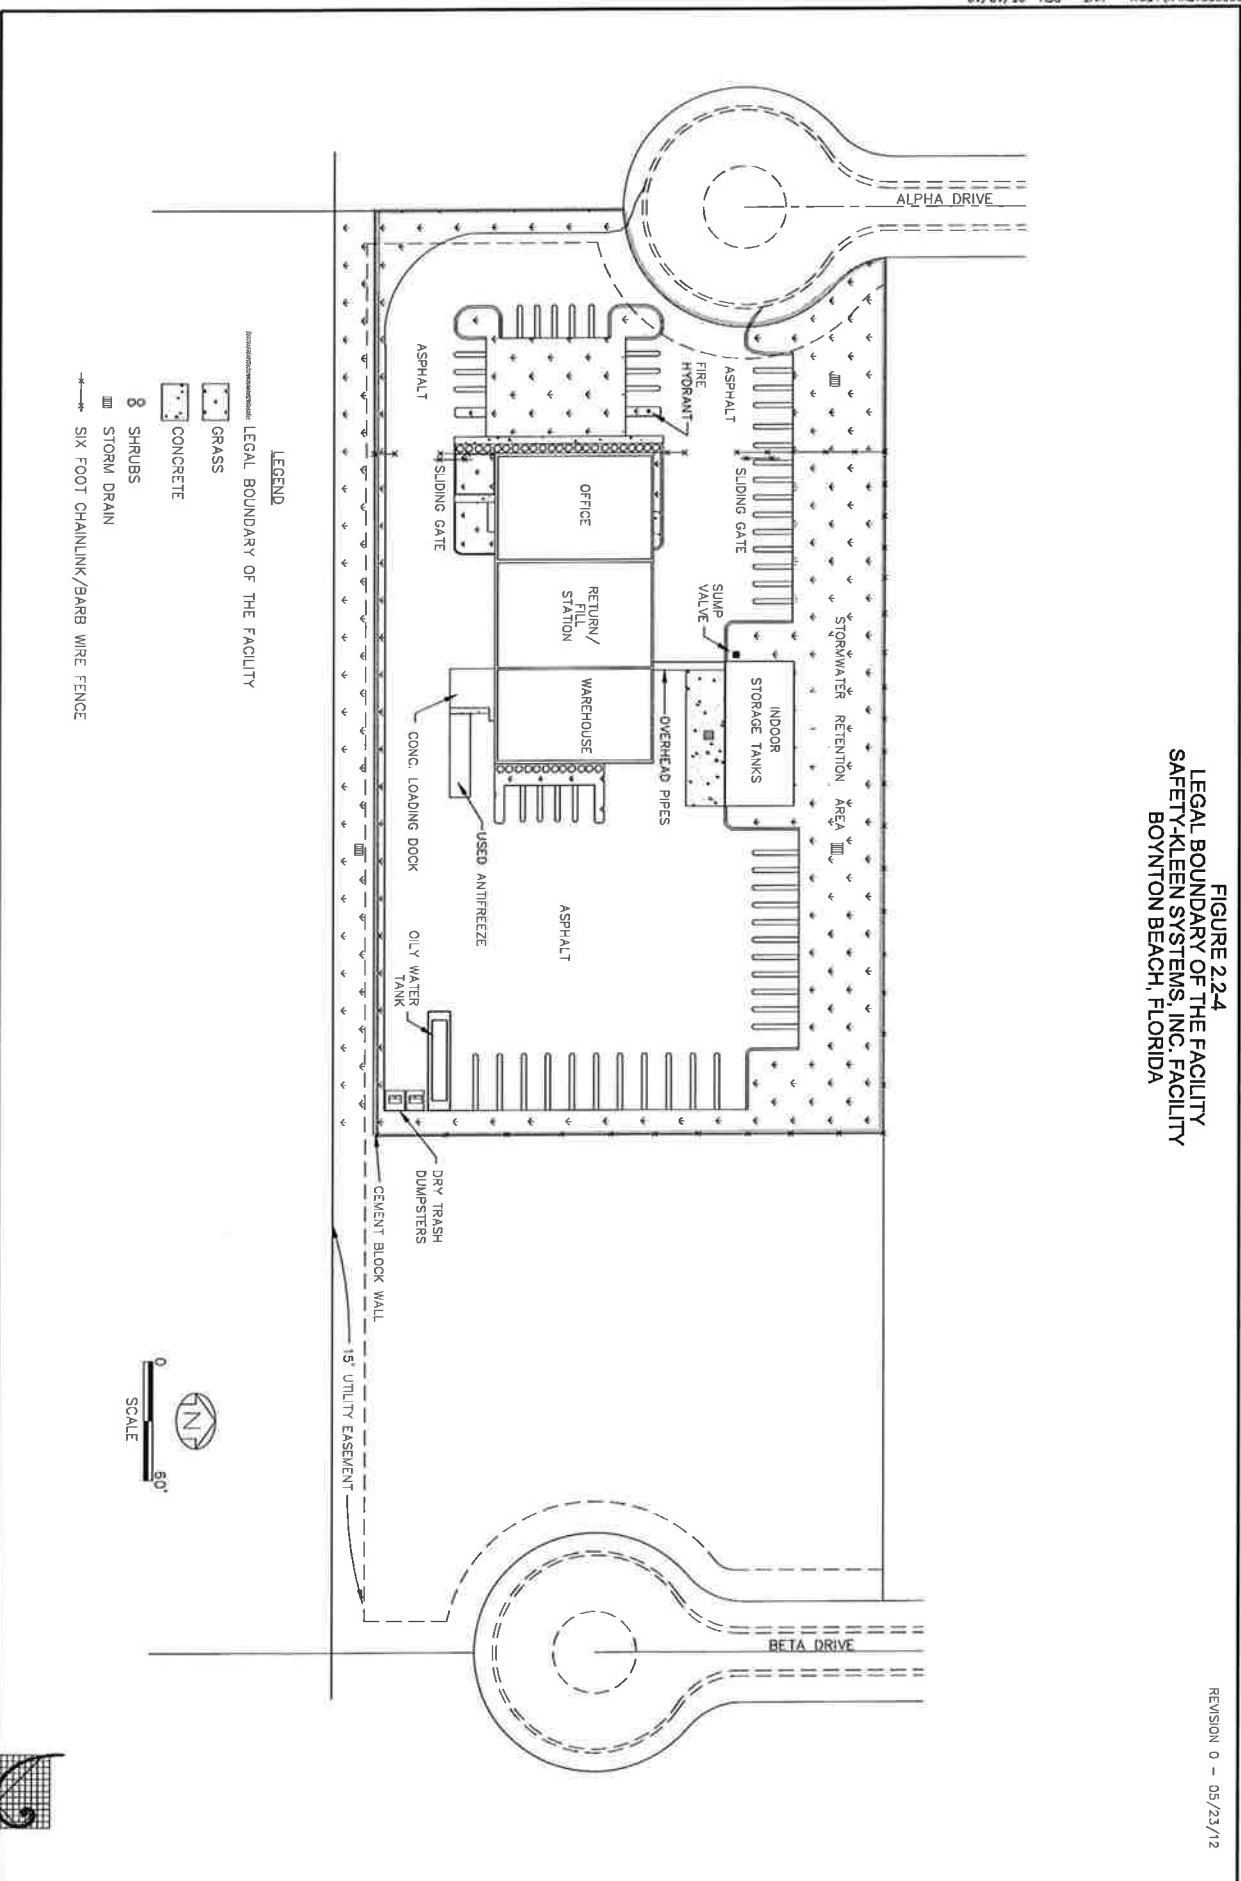 FIGURE 2.2-4
LEGAL BOUNDARY OF THE FACILITY
SAFETY-KLEEN SYSTEMS, INC. FACILITY
BOYNTON BEACH, FLORIDA
REVISION 0 – 05/23/12
ALPHA DRIVE
ASPHALT
FIRE
HYDRANT
ASPHALT
SLIDING GATE
SLIDING GATE
OFFICE
RETURN/
FILL
STATION
WAREHOUSE
SUMP
VALVE
INDOOR
STORAGE TANKS
STORMWATER RETENTION AREA
OVERHEAD PIPES
CONC. LOADING DOCK
USED ANTIFREEZE
ASPHALT
OILY WATER
TANK
DRY TRASH
DUMPSTERS
CEMENT BLOCK WALL
15' UTILITY EASEMENT
BETA DRIVE
LEGEND
LEGAL BOUNDARY OF THE FACILITY
GRASS
CONCRETE
SHRUBS
STORM DRAIN
SIX FOOT CHAINLINK/BARB WIRE FENCE
N
0
60'
SCALE